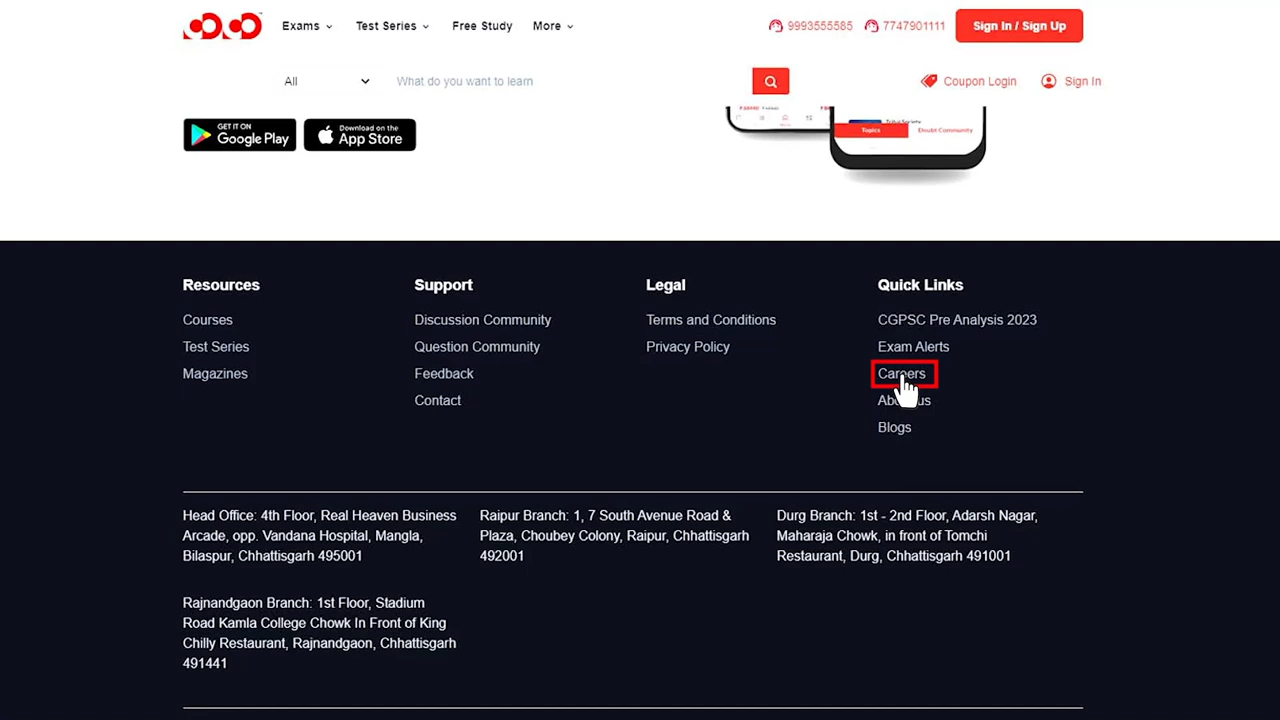 Exams
Test Series
Free Study
More
9993555585
7747901111
Sign In / Sign Up
All
What do you want to learn
Coupon Login
Sign In
GET IT ON
Google Play
Download on the
App Store
Topics
Doubt Community
Resources
Support
Legal
Quick Links
Courses
Discussion Community
Terms and Conditions
CGPSC Pre Analysis 2023
Test Series
Question Community
Privacy Policy
Exam Alerts
Magazines
Feedback
Careers
Contact
About us
Blogs
Head Office: 4th Floor, Real Heaven Business
Arcade, opp. Vandana Hospital, Mangla,
Bilaspur, Chhattisgarh 495001
Raipur Branch: 1, 7 South Avenue Road &
Plaza, Choubey Colony, Raipur, Chhattisgarh
492001
Durg Branch: 1st - 2nd Floor, Adarsh Nagar,
Maharaja Chowk, in front of Tomchi
Restaurant, Durg, Chhattisgarh 491001
Rajnandgaon Branch: 1st Floor, Stadium
Road Kamla College Chowk In Front of King
Chilly Restaurant, Rajnandgaon, Chhattisgarh
491441